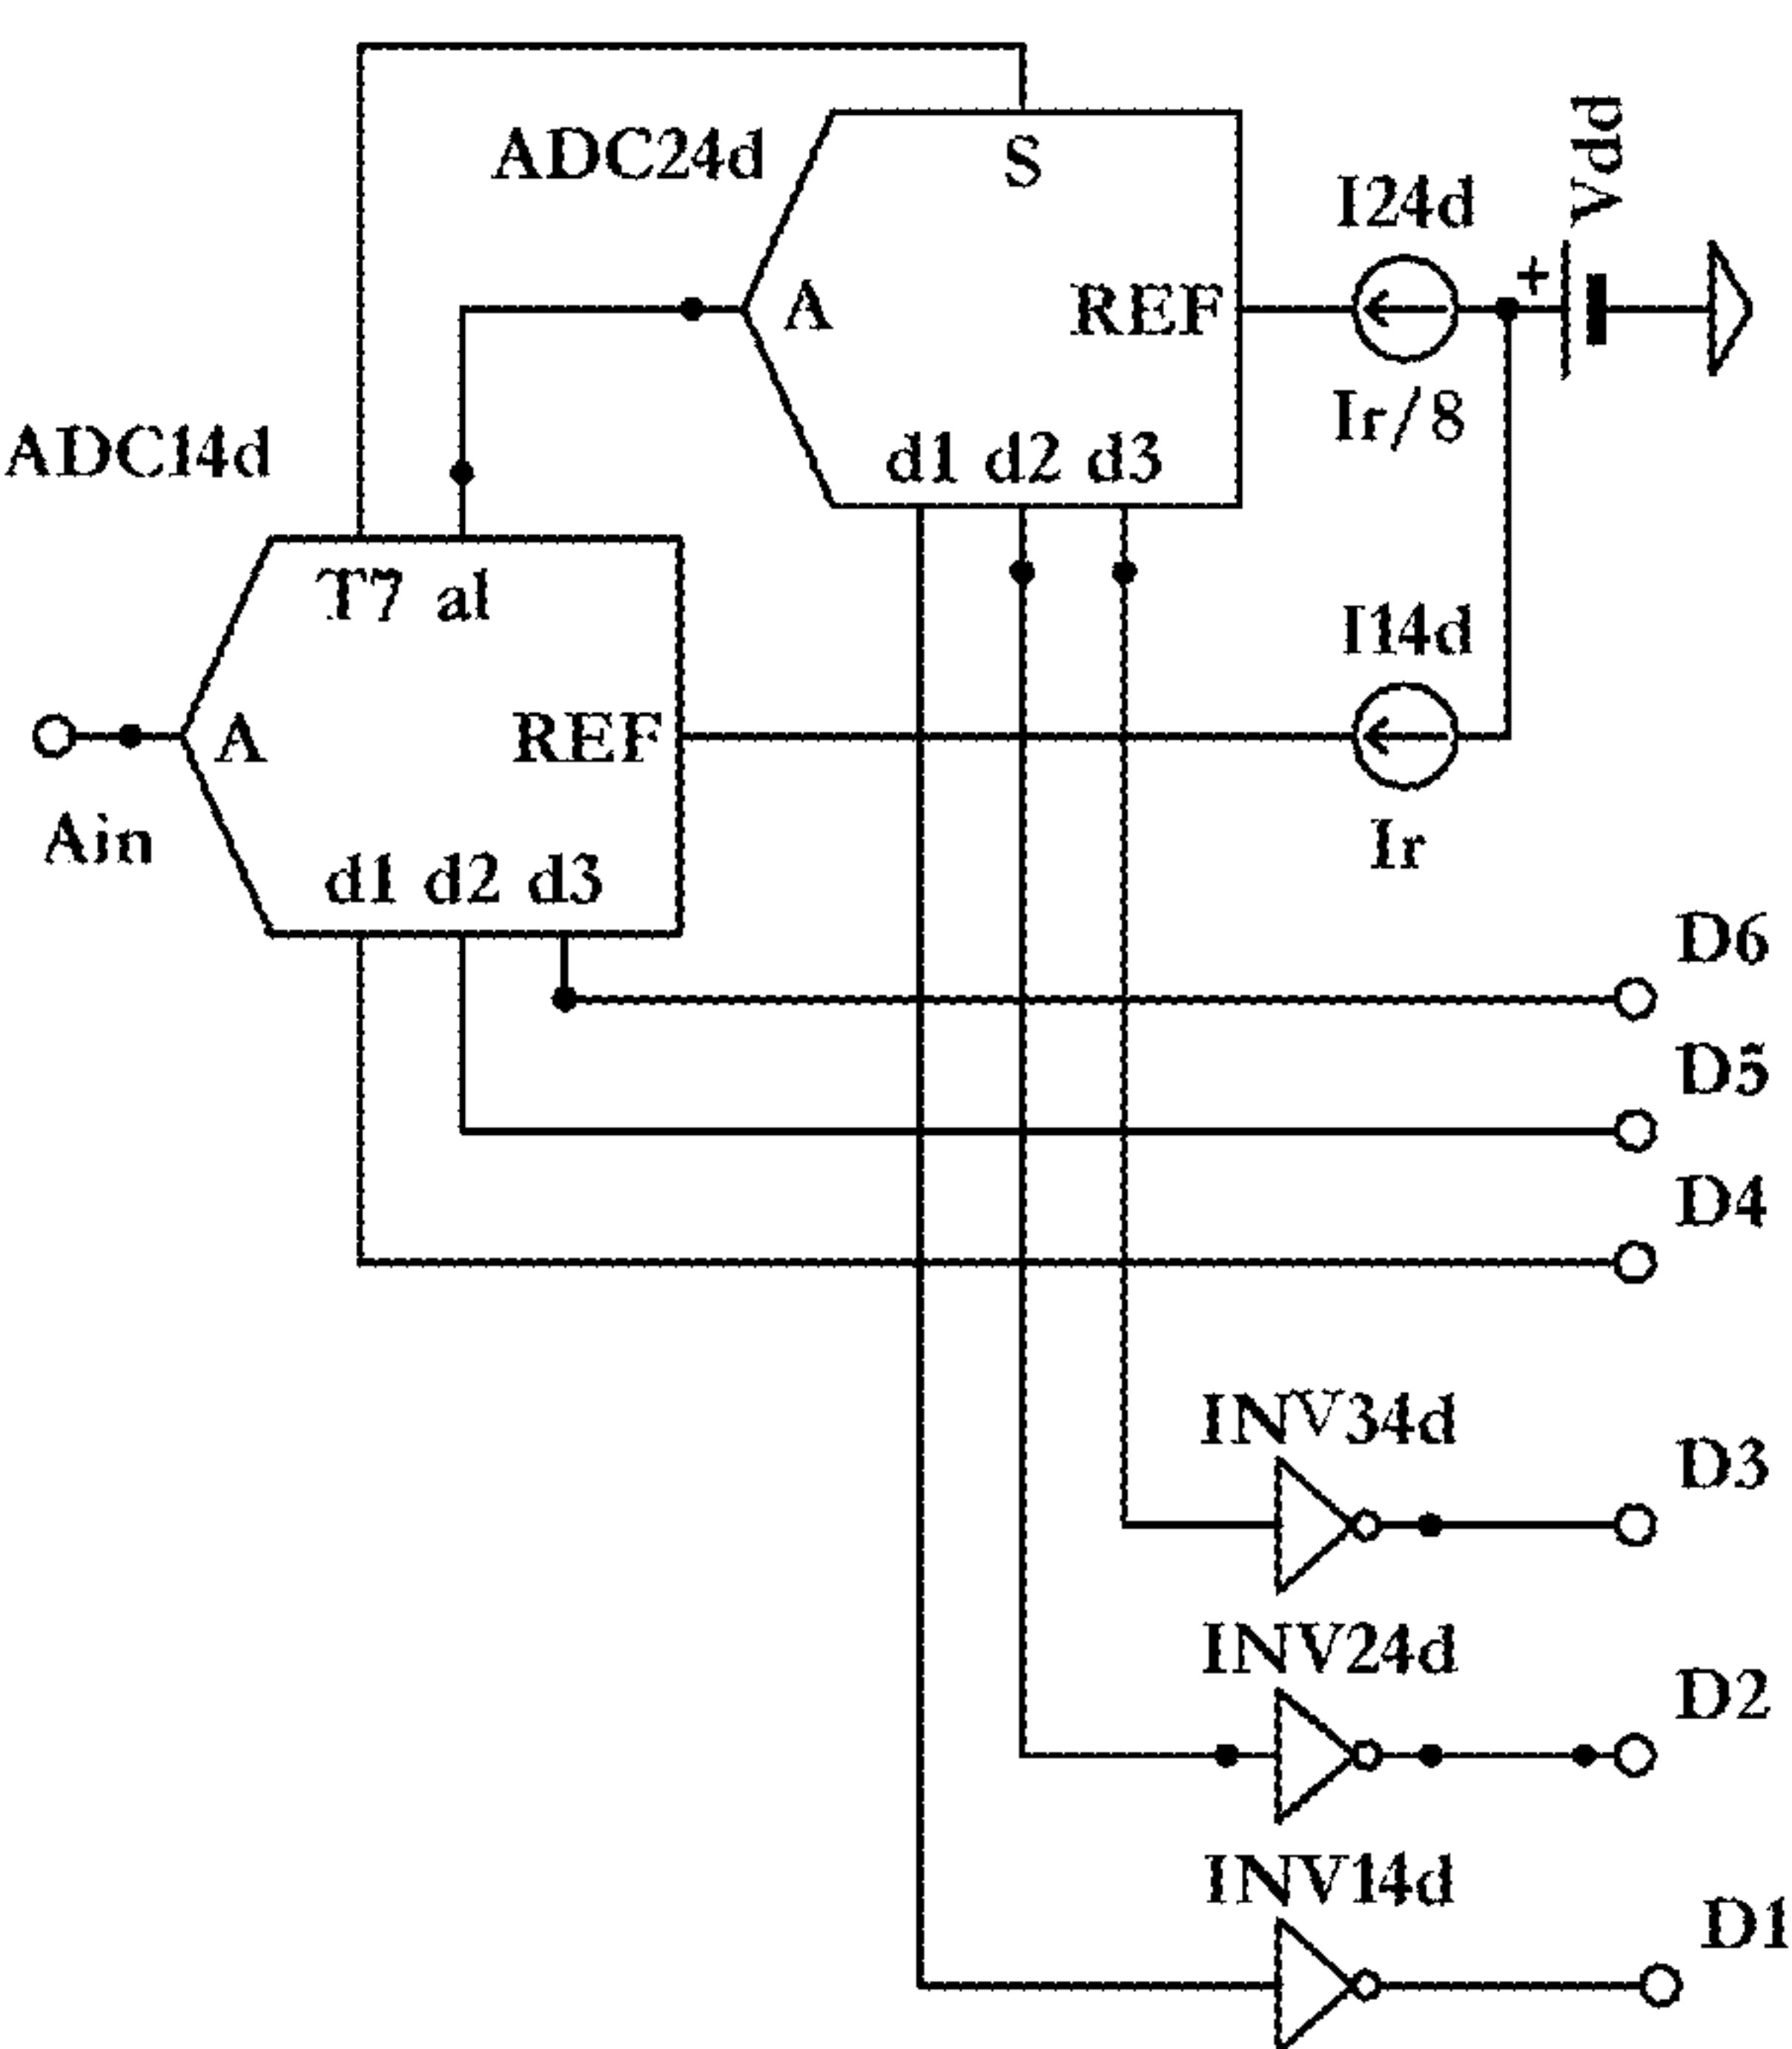 Vdd
ADC24d
S
I24d
+
A
REF
Ir/8
d1 d2 d3
ADC14d
T7 al
I14d
A
REF
Ain
Ir
d1 d2 d3
D6
D5
D4
INV34d
D3
INV24d
D2
INV14d
D1